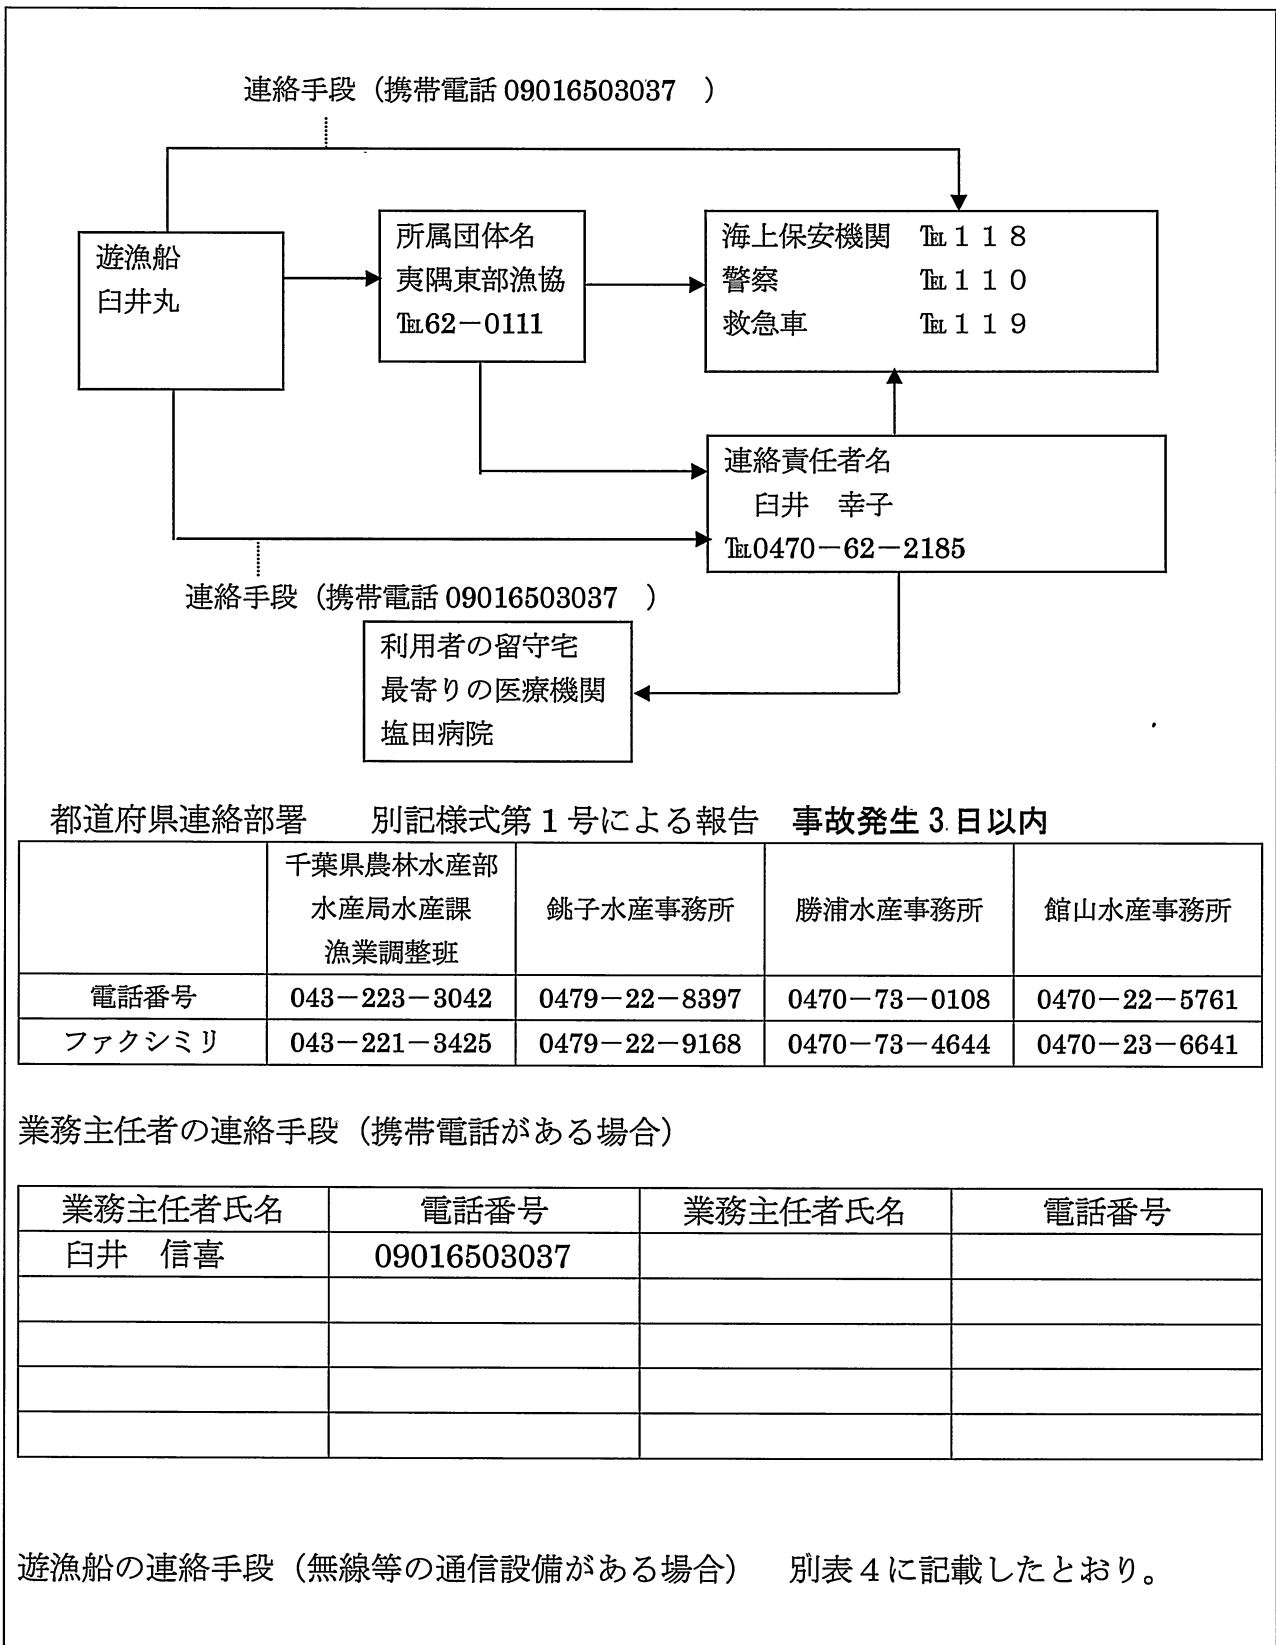 連絡手段（携帯電話 09016503037　）
遊漁船
臼井丸
所属団体名
夷隅東部漁協
℡62－0111
海上保安機関　℡１１８
警察　℡１１０
救急車　℡１１９
連絡責任者名
臼井　幸子
℡0470－62－2185
連絡手段（携帯電話 09016503037　）
利用者の留守宅
最寄りの医療機関
塩田病院
都道府県連絡部署　別記様式第 1 号による報告　事故発生 3 日以内
千葉県農林水産部
水産局水産課
漁業調整班
銚子水産事務所
勝浦水産事務所
館山水産事務所
電話番号　043－223－3042　0479－22－8397　0470－73－0108　0470－22－5761
ファクシミリ　043－221－3425　0479－22－9168　0470－73－4644　0470－23－6641
業務主任者の連絡手段（携帯電話がある場合）
業務主任者氏名　電話番号　業務主任者氏名　電話番号
臼井　信喜　09016503037
遊漁船の連絡手段（無線等の通信設備がある場合）　別表４に記載したとおり。